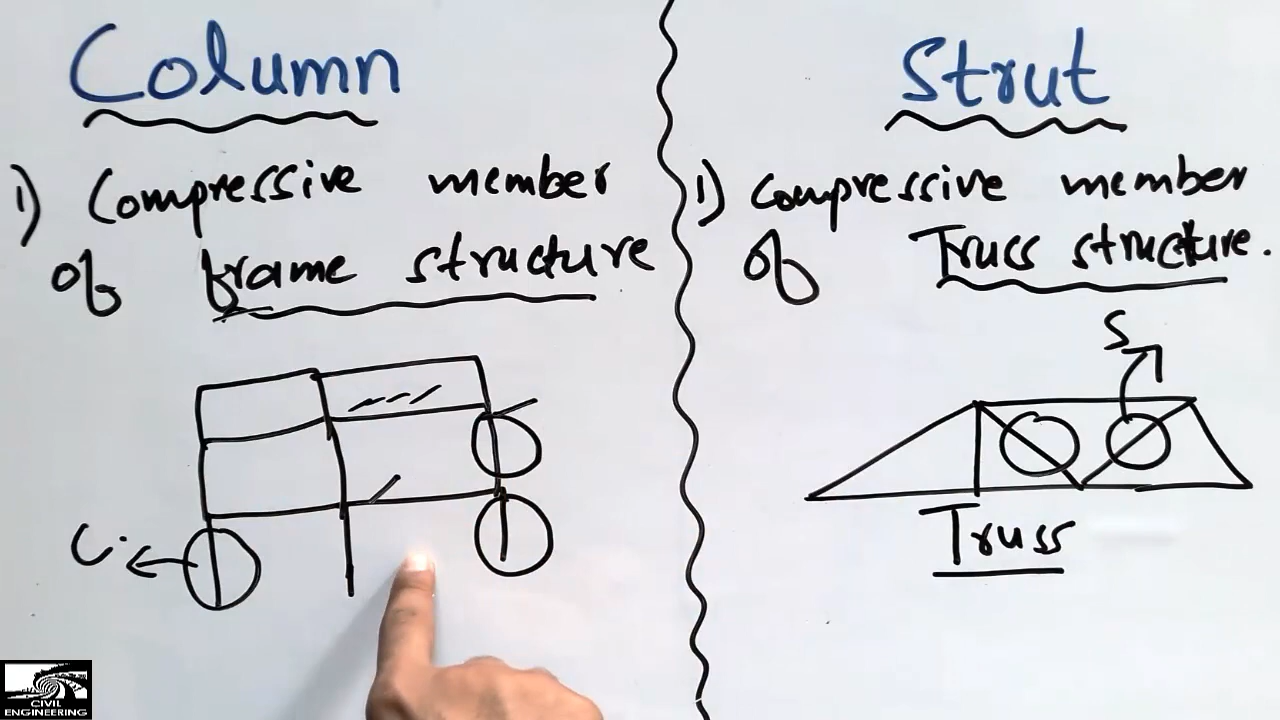 Column
1) Compressive member
of frame structure
C.
Strut
1) Compressive member
of Truss structure.
S
Truss
CIVIL
ENGINEERING